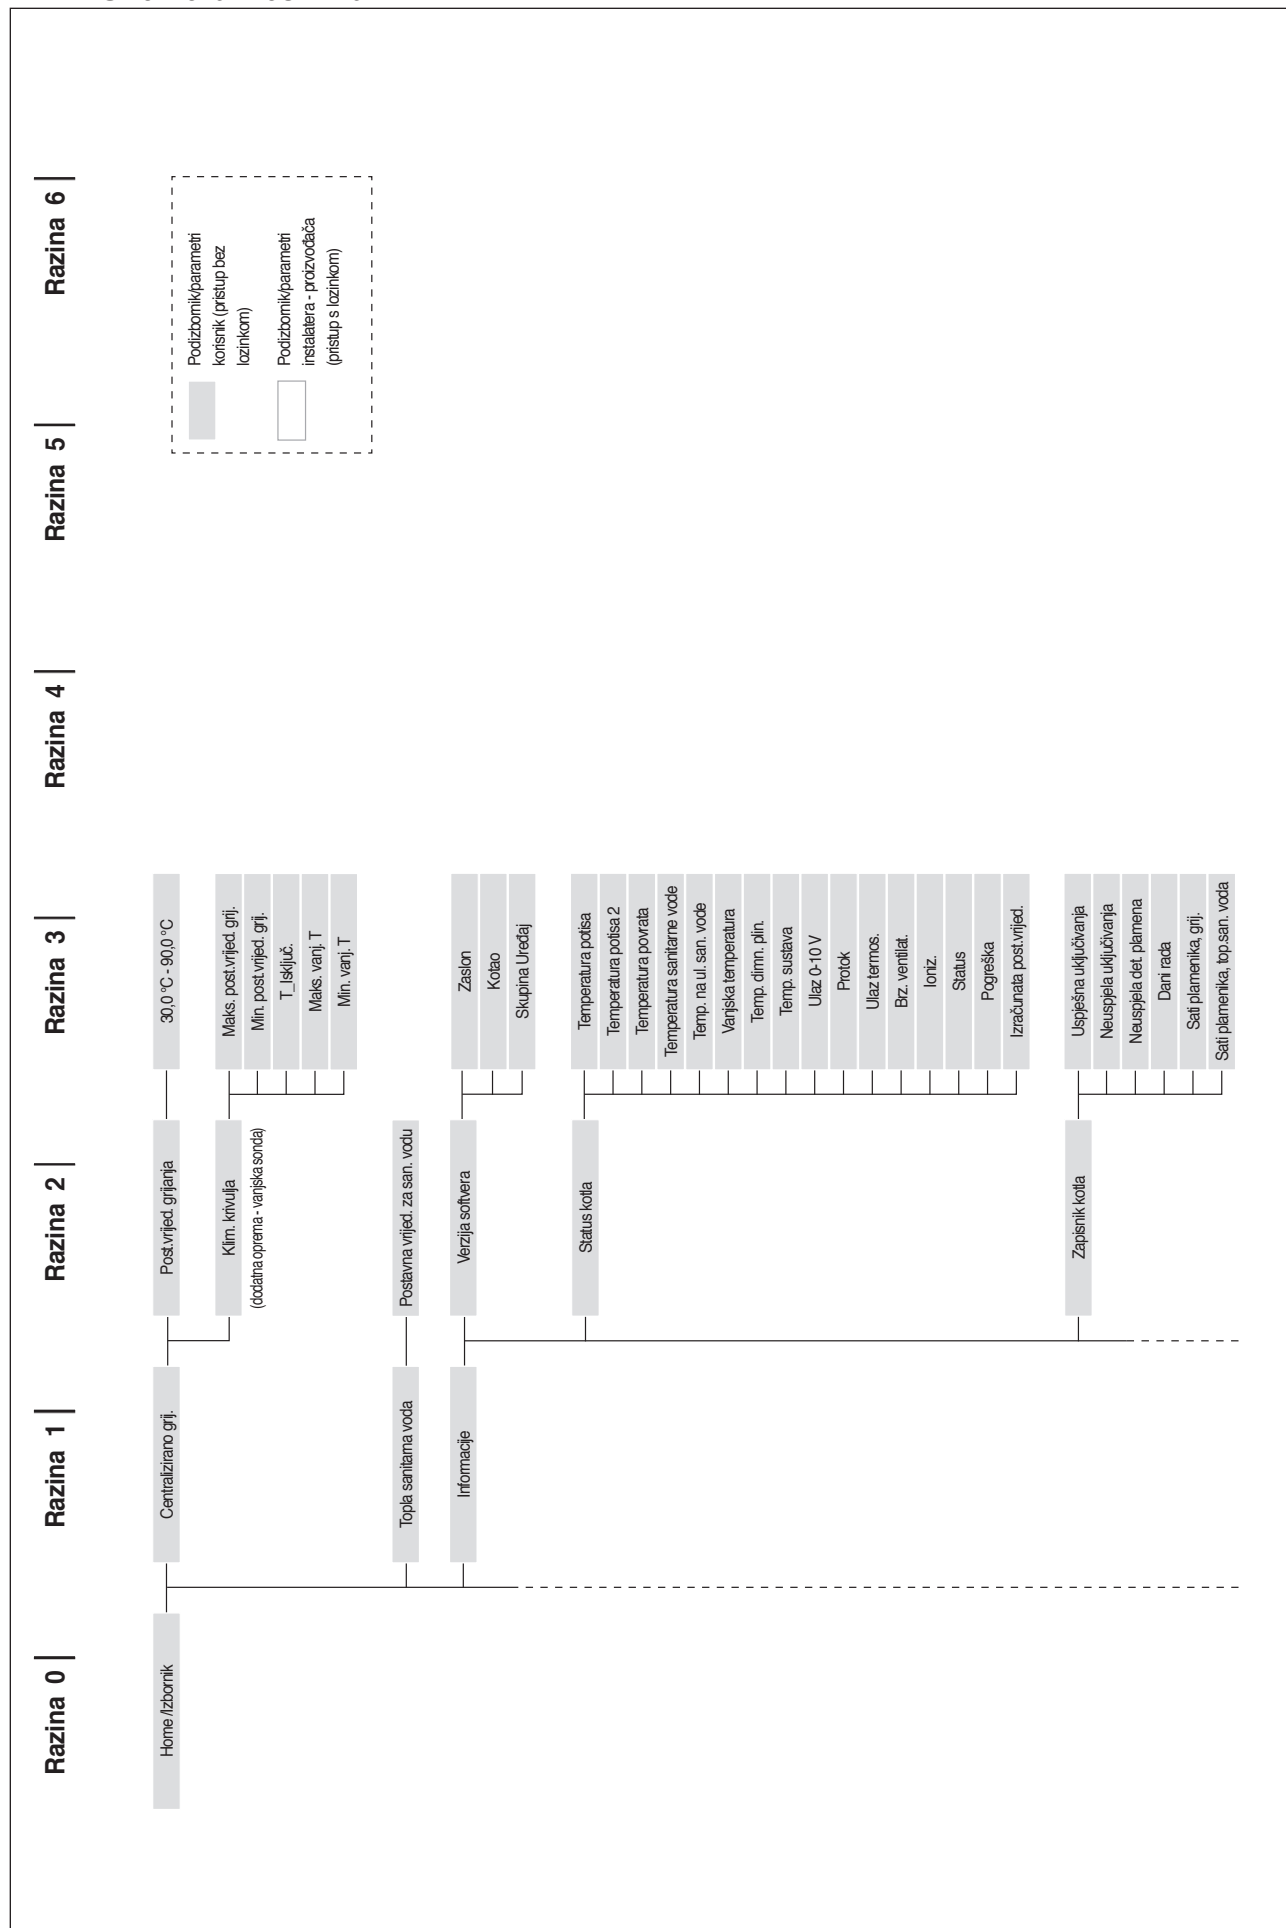 Razina 0
Razina 1
Razina 2
Razina 3
Razina 4
Razina 5
Razina 6
Home /Izbornik
Centralizirano grij.
Post.vrijed. grijanja
30,0 °C - 90,0 °C
Klim. krivulja
(dodatna oprema - vanjska sonda)
Maks. post.vrijed. grij.
Min. post.vrijed. grij.
T_Isključ.
Maks. vanj. T
Min. vanj. T
Topla sanitarna voda
Postavna vrijed. za san. vodu
Informacije
Verzija softvera
Zaslon
Kotao
Skupina Uređaj
Status kotla
Temperatura potisa
Temperatura potisa 2
Temperatura povrata
Temperatura sanitarne vode
Temp. na ul. san. vode
Vanjska temperatura
Temp. dimn. plin.
Temp. sustava
Ulaz 0-10 V
Protok
Ulaz termos.
Brz. ventilat.
Ioniz.
Status
Pogreška
Izračunata post.vrijed.
Zapisnik kotla
Uspješna uključivanja
Neuspjela uključivanja
Neuspjela det. plamena
Dani rada
Sati plamenika, grij.
Sati plamenika, top.san. voda
Podizbornik/parametri
korisnik (pristup bez
lozinkom)
Podizbornik/parametri
instalatera - proizvođača
(pristup s lozinkom)